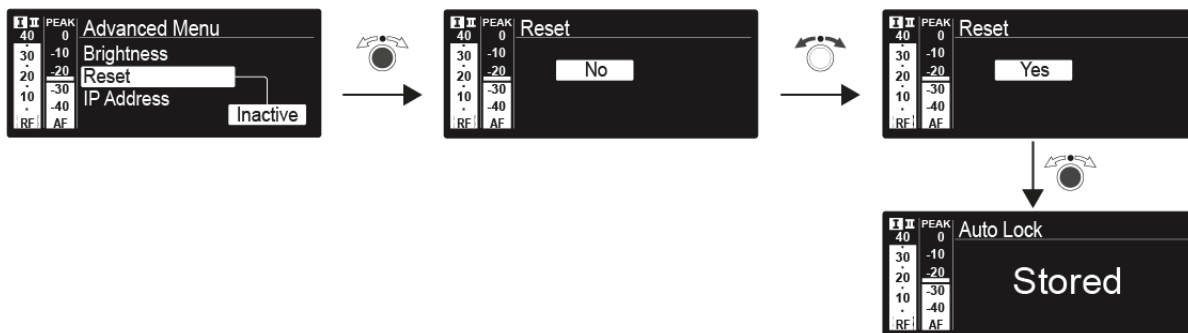 I II PEAK Advanced Menu
40 0
30 -10 Brightness
20 -20 Reset
10 -30 IP Address
-40 Inactive
RF AF
I II PEAK Reset
40 0
30 -10
20 -20 No
10 -30
-40
RF AF
I II PEAK Reset
40 0
30 -10
20 -20 Yes
10 -30
-40
RF AF
I II PEAK Auto Lock
40 0
30 -10
20 -20 Stored
10 -30
-40
RF AF